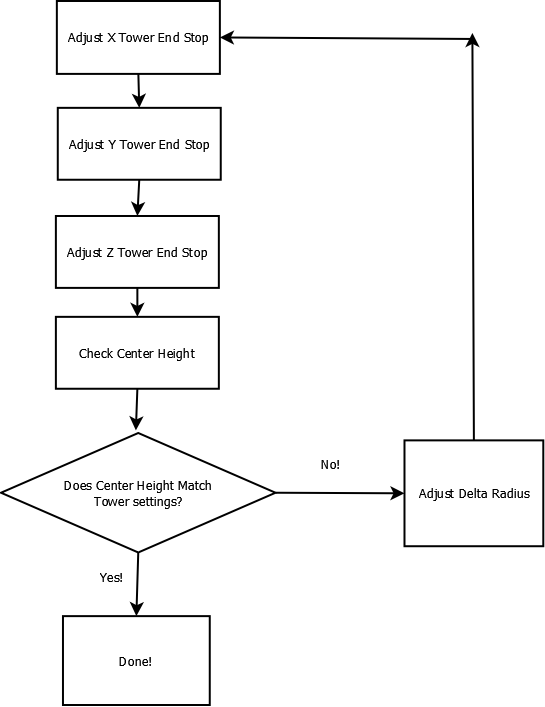 Adjust X Tower End Stop
Adjust Y Tower End Stop
Adjust Z Tower End Stop
Check Center Height
Does Center Height Match
Tower settings?
No!
Adjust Delta Radius
Yes!
Done!